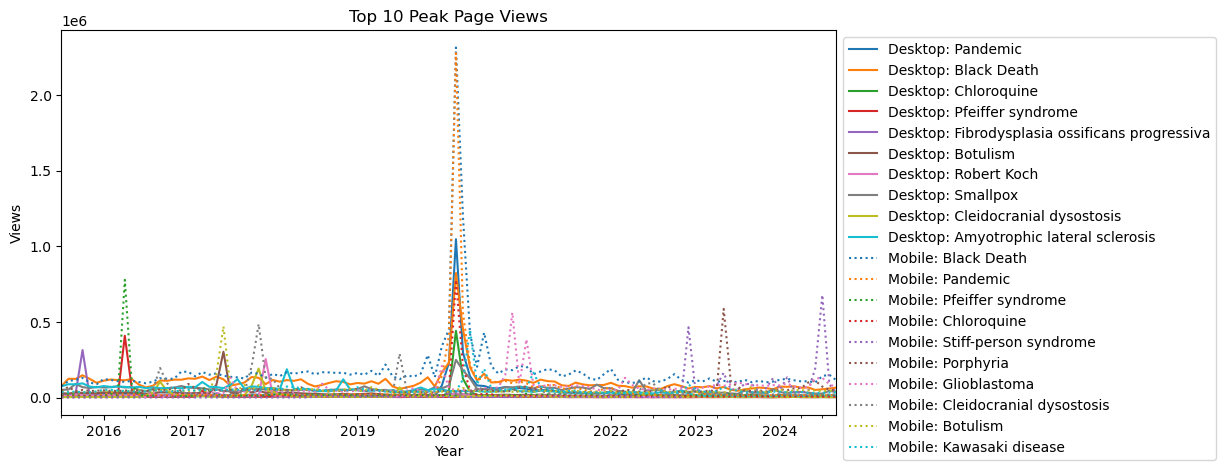 Top 10 Peak Page Views
1e6
2.0
1.5
1.0
0.5
0.0
Views
2016 2017 2018 2019 2020 2021 2022 2023 2024
Year
Desktop: Pandemic
Desktop: Black Death
Desktop: Chloroquine
Desktop: Pfeiffer syndrome
Desktop: Fibrodysplasia ossificans progressiva
Desktop: Botulism
Desktop: Robert Koch
Desktop: Smallpox
Desktop: Cleidocranial dysostosis
Desktop: Amyotrophic lateral sclerosis
Mobile: Black Death
Mobile: Pandemic
Mobile: Pfeiffer syndrome
Mobile: Chloroquine
Mobile: Stiff-person syndrome
Mobile: Porphyria
Mobile: Glioblastoma
Mobile: Cleidocranial dysostosis
Mobile: Botulism
Mobile: Kawasaki disease